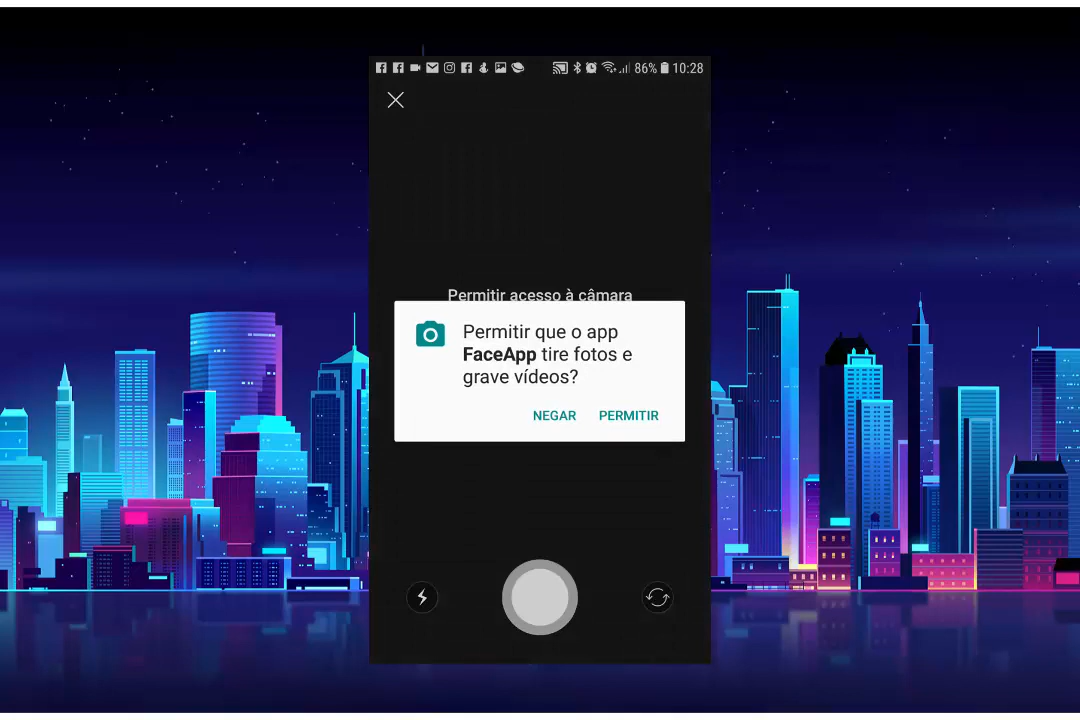 86% 10:28
Permitir acesso à câmara
Permitir que o app
FaceApp tire fotos e
grave vídeos?
NEGAR PERMITIR